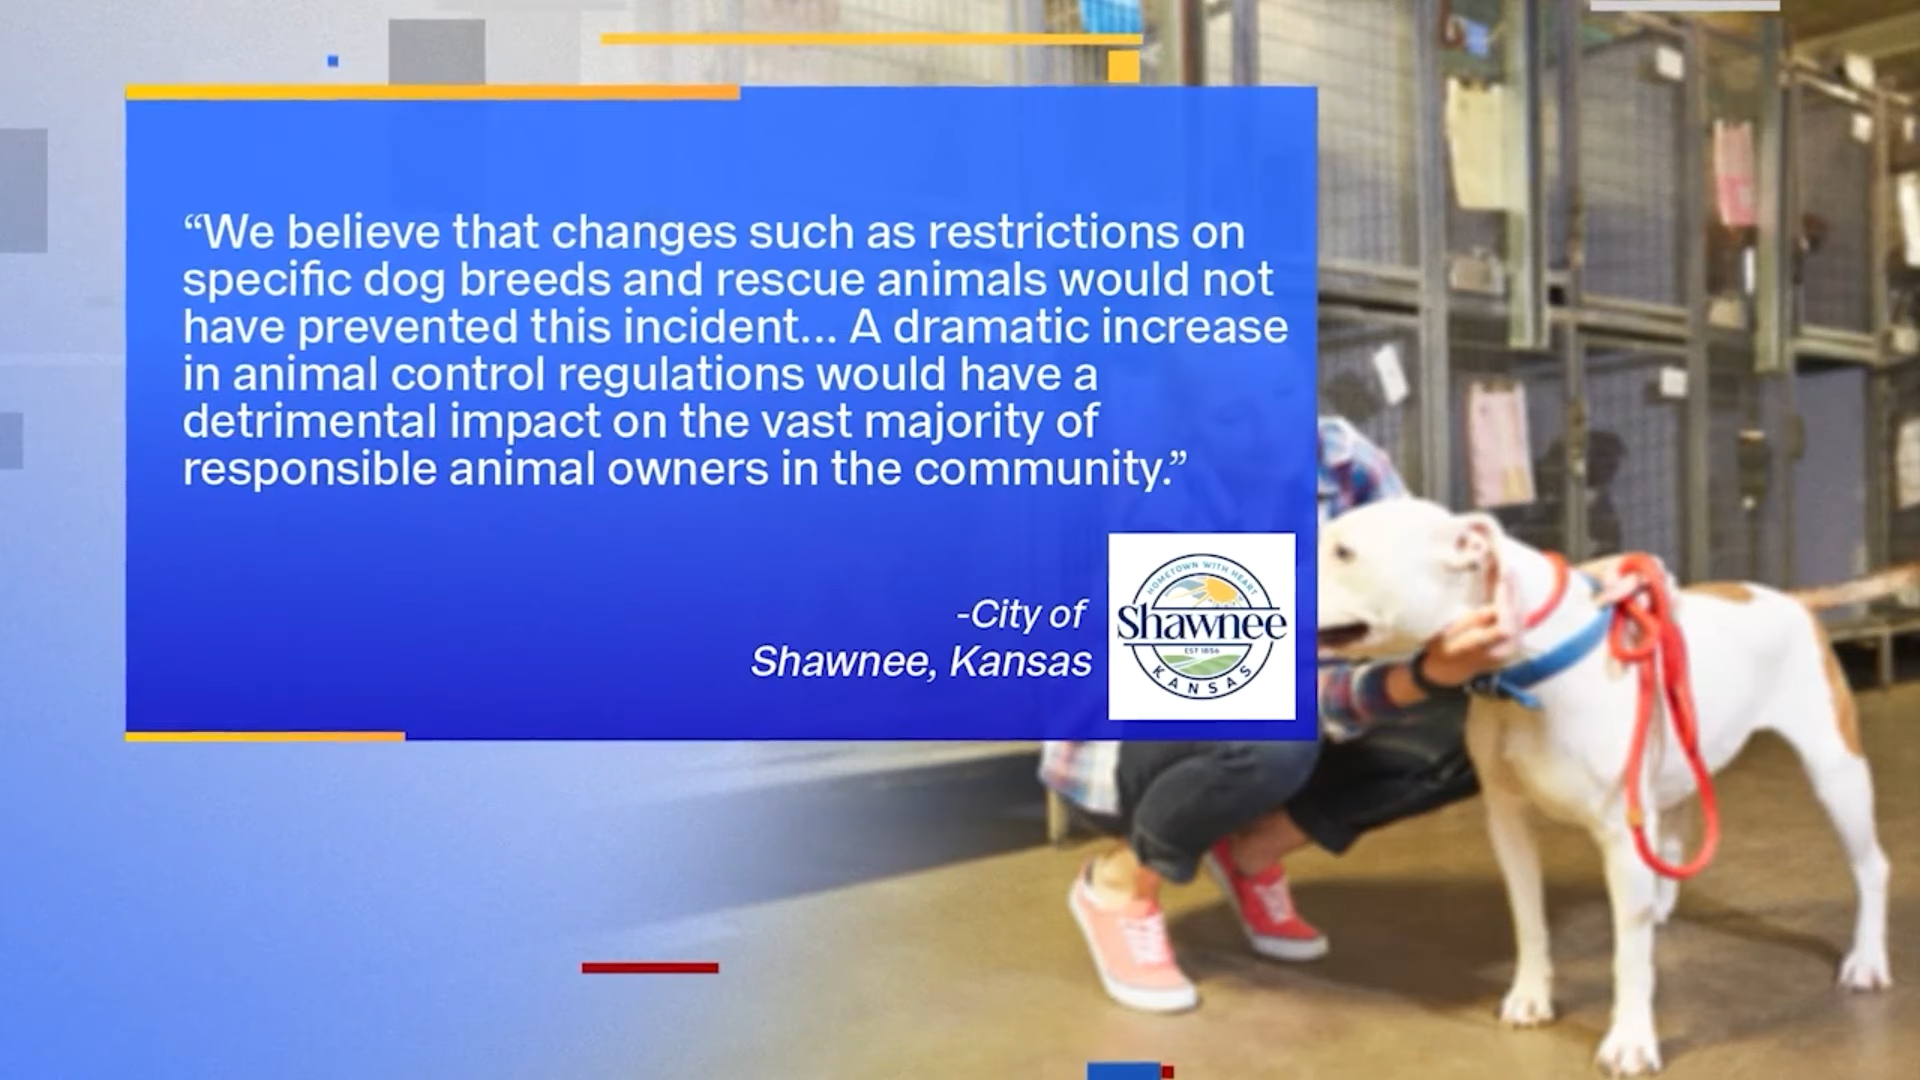 “We believe that changes such as restrictions on
specific dog breeds and rescue animals would not
have prevented this incident... A dramatic increase
in animal control regulations would have a
detrimental impact on the vast majority of
responsible animal owners in the community.”
-City of
Shawnee, Kansas
HOMETOWN WITH HEART
Shawnee
EST 1856
KANSAS